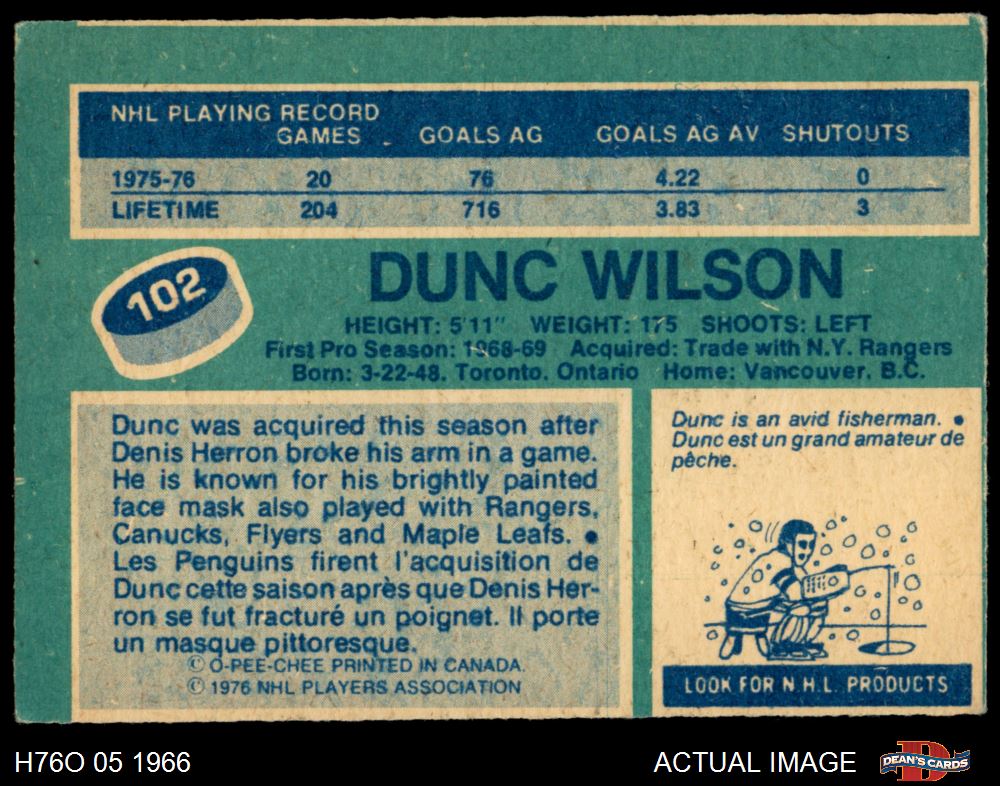 NHL PLAYING RECORD
GAMES GOALS AG GOALS AG AV SHUTOUTS
1975-76 20 76 4.22 0
LIFETIME 204 716 3.83 3
102
DUNC WILSON
HEIGHT: 5'11" WEIGHT: 175 SHOOTS: LEFT
First Pro Season: 1968-69 Acquired: Trade with N.Y. Rangers
Born: 3-22-48. Toronto. Ontario Home: Vancouver. B.C.
Dunc was acquired this season after
Denis Herron broke his arm in a game.
He is known for his brightly painted
face mask also played with Rangers,
Canucks, Flyers and Maple Leafs. •
Les Penguins firent l'acquisition de
Dunc cette saison après que Denis Her-
ron se fut fracturé un poignet. Il porte
un masque pittoresque.
© O-PEE-CHEE PRINTED IN CANADA.
© 1976 NHL PLAYERS ASSOCIATION
Dunc is an avid fisherman. •
Dunc est un grand amateur de
pêche.
LOOK FOR N.H.L. PRODUCTS
H76O 05 1966
ACTUAL IMAGE
D
DEAN'S CARDS